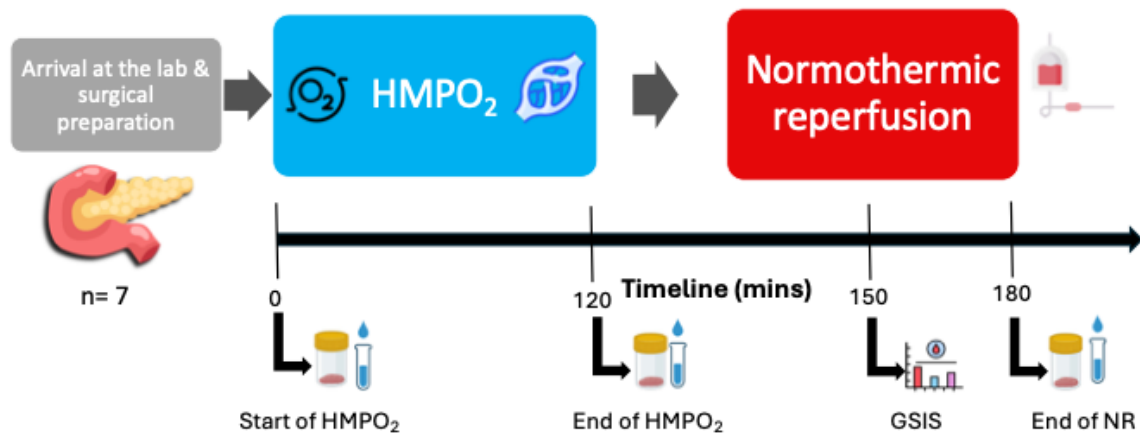 Arrival at the lab &
surgical
preparation
O₂
HMPO₂
Normothermic
reperfusion
n= 7
0
120
Timeline (mins)
150
180
Start of HMPO₂
End of HMPO₂
GSIS
End of NR